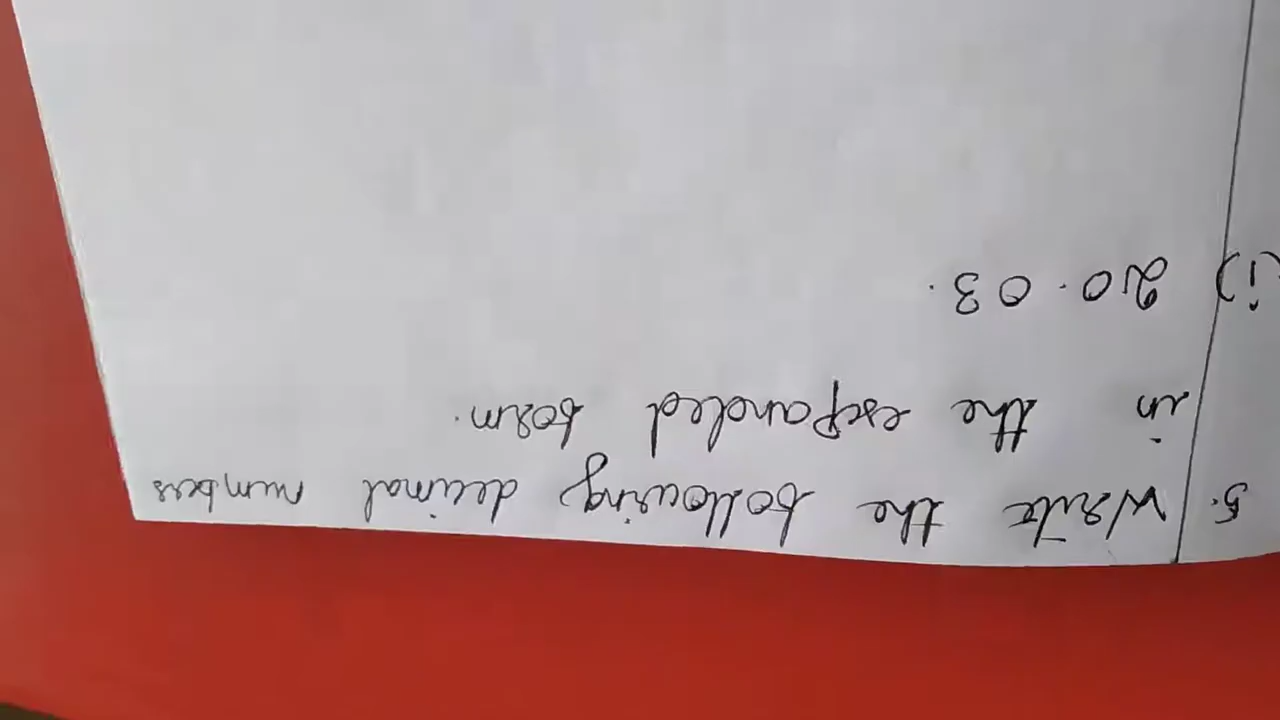 5. Write the following decimal numbers
in the expanded form.
(i) 20.03.